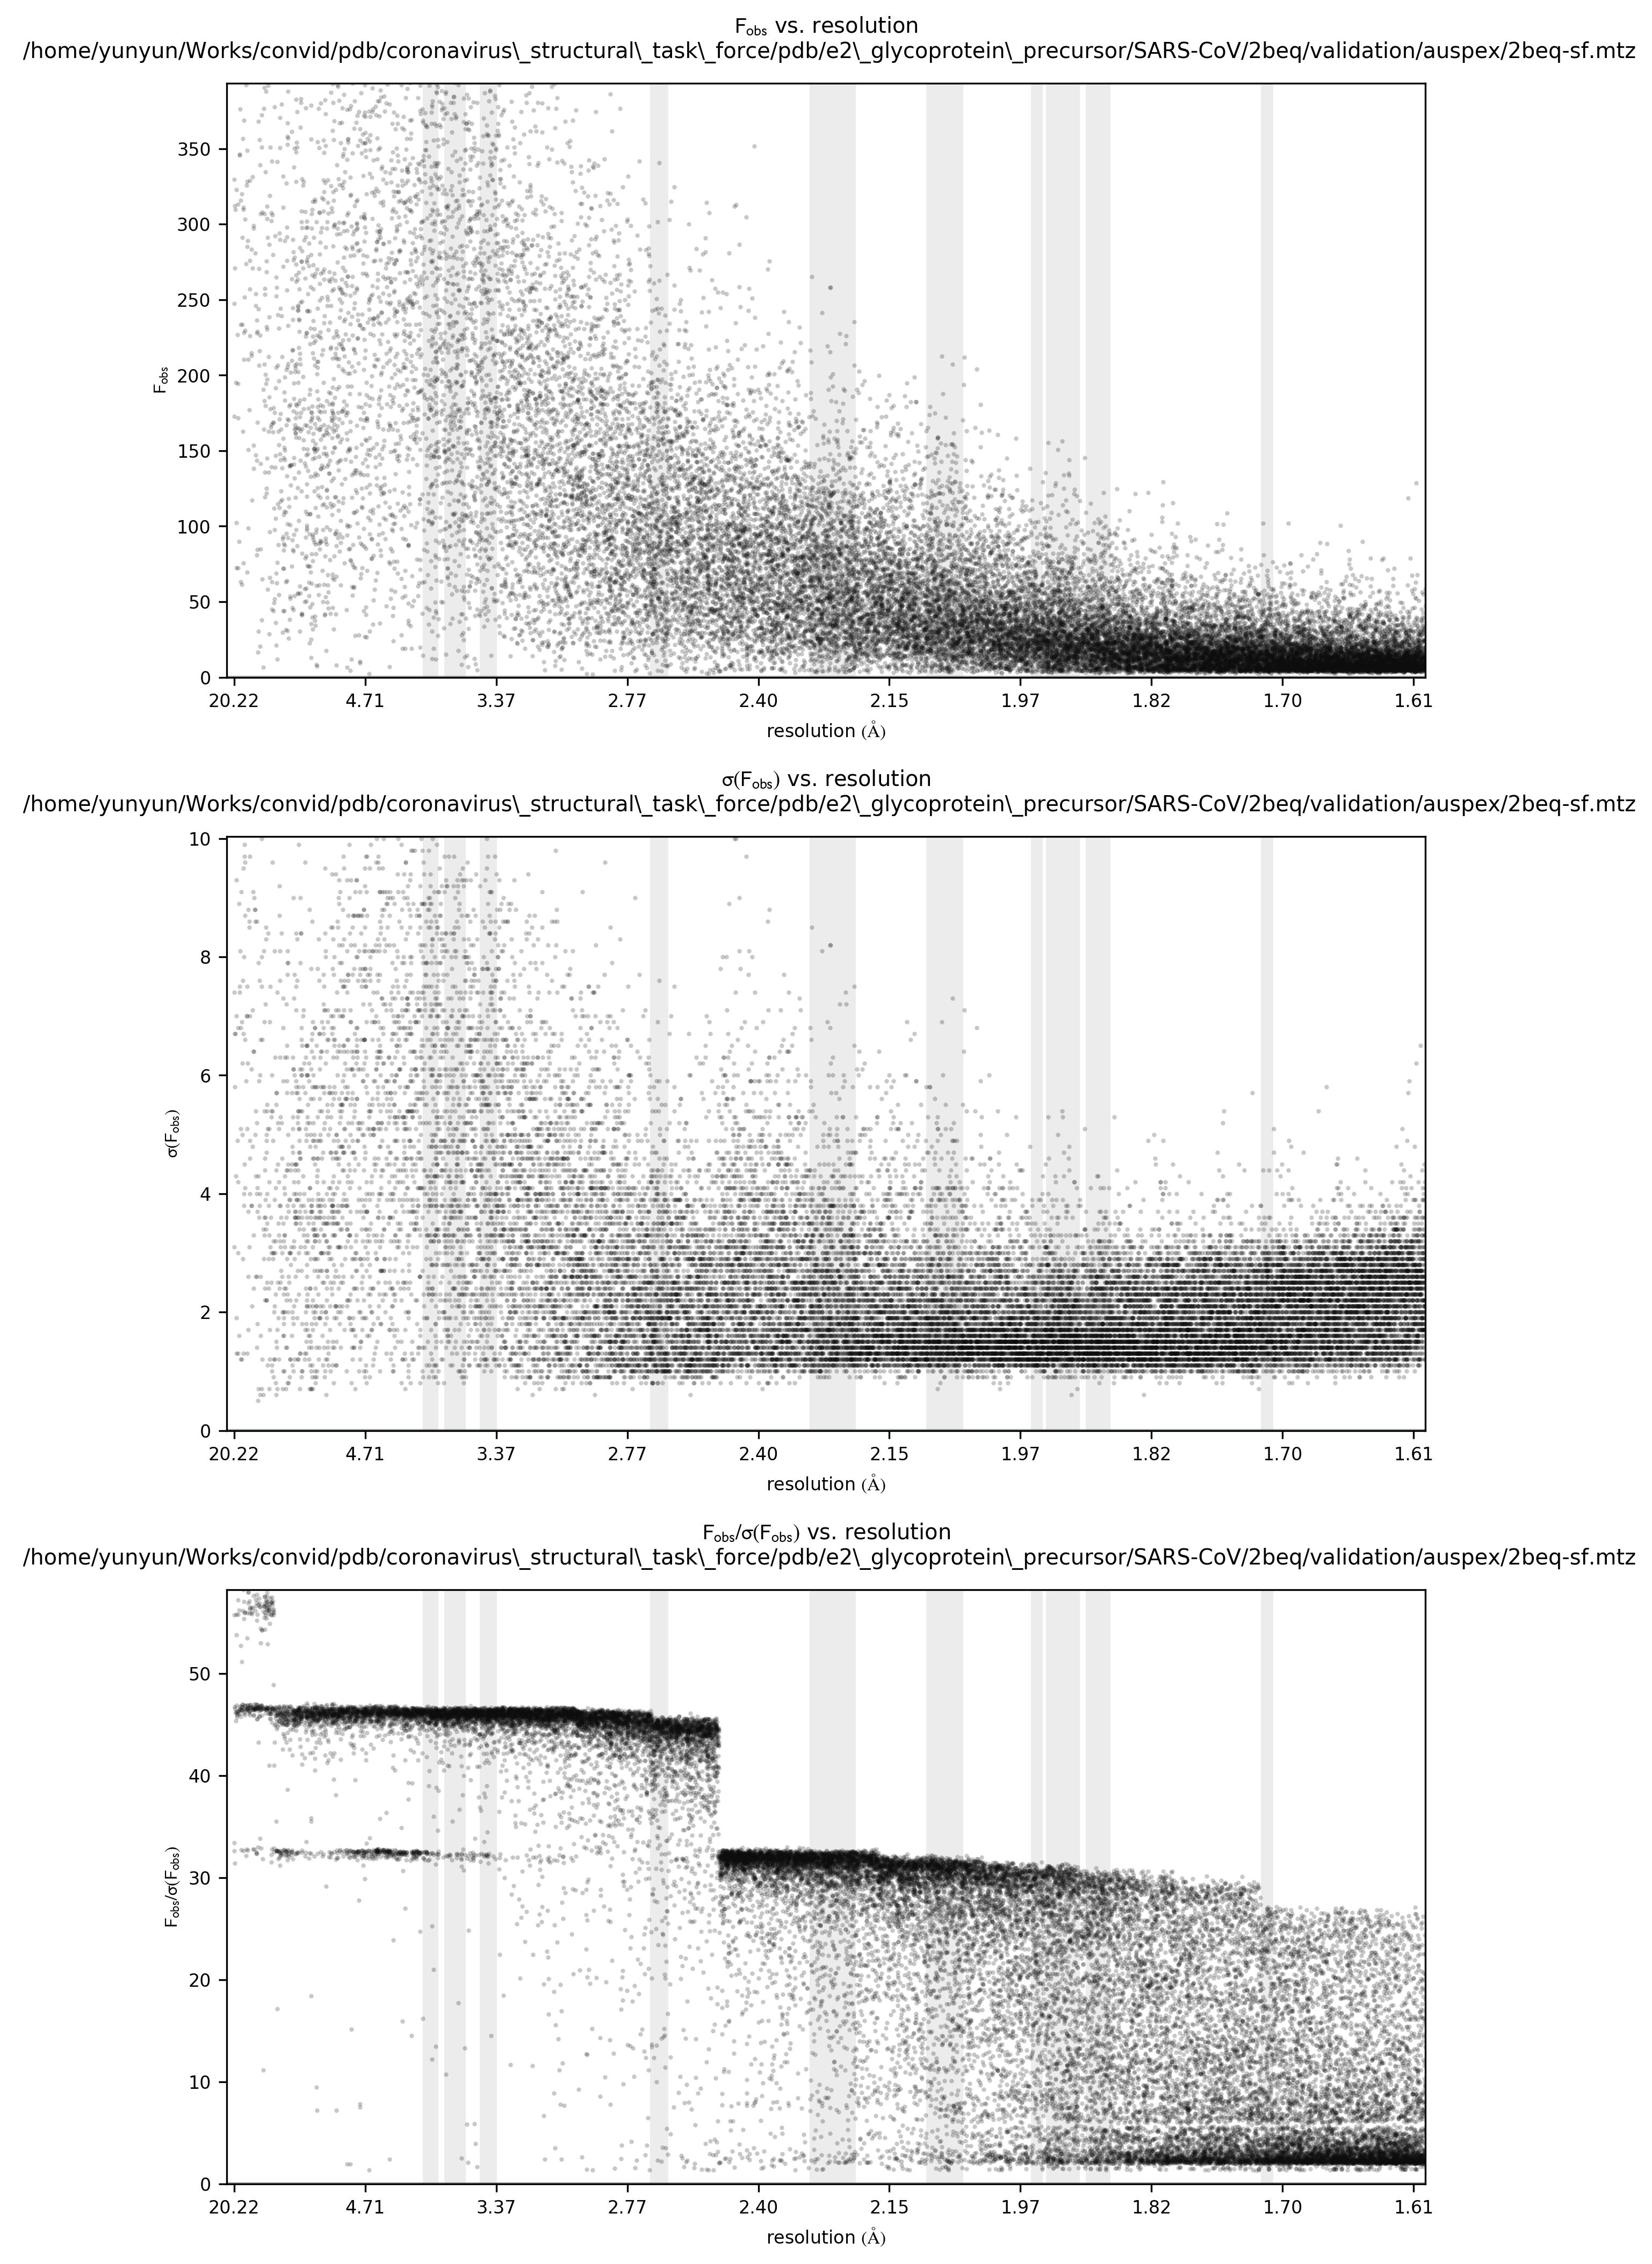 Fobs vs. resolution
/home/yunyun/Works/convid/pdb/coronavirus\_structural\_task\_force/pdb/e2\_glycoprotein\_precursor/SARS-CoV/2beq/validation/auspex/2beq-sf.mtz
350
300
250
200
150
100
50
0
Fobs
20.22 4.71 3.37 2.77 2.40 2.15 1.97 1.82 1.70 1.61
resolution (Å)
σ(Fobs) vs. resolution
/home/yunyun/Works/convid/pdb/coronavirus\_structural\_task\_force/pdb/e2\_glycoprotein\_precursor/SARS-CoV/2beq/validation/auspex/2beq-sf.mtz
10
8
6
4
2
0
σ(Fobs)
20.22 4.71 3.37 2.77 2.40 2.15 1.97 1.82 1.70 1.61
resolution (Å)
Fobs/σ(Fobs) vs. resolution
/home/yunyun/Works/convid/pdb/coronavirus\_structural\_task\_force/pdb/e2\_glycoprotein\_precursor/SARS-CoV/2beq/validation/auspex/2beq-sf.mtz
50
40
30
20
10
0
Fobs/σ(Fobs)
20.22 4.71 3.37 2.77 2.40 2.15 1.97 1.82 1.70 1.61
resolution (Å)